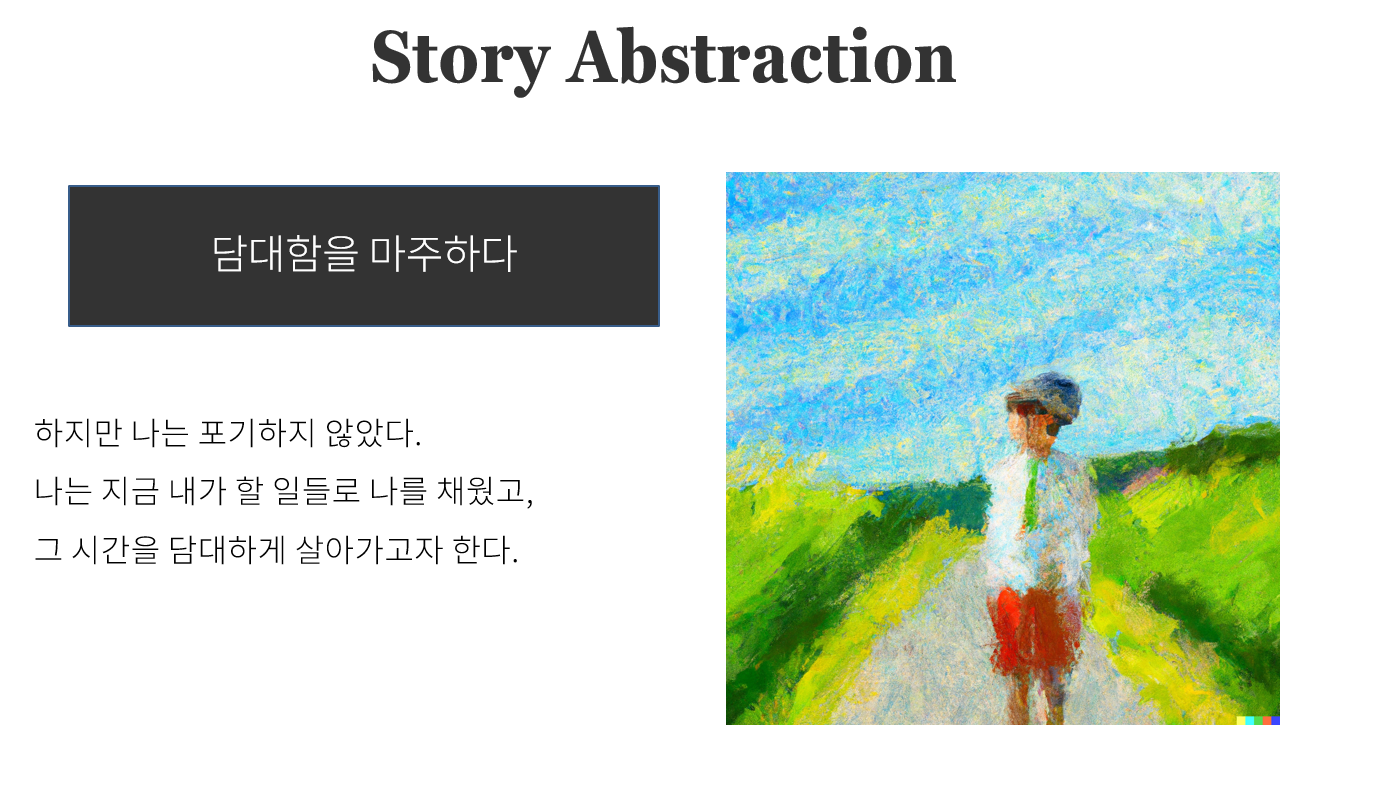 Story Abstraction
담대함을 마주하다
하지만 나는 포기하지 않았다.
나는 지금 내가 할 일들로 나를 채웠고,
그 시간을 담대하게 살아가고자 한다.